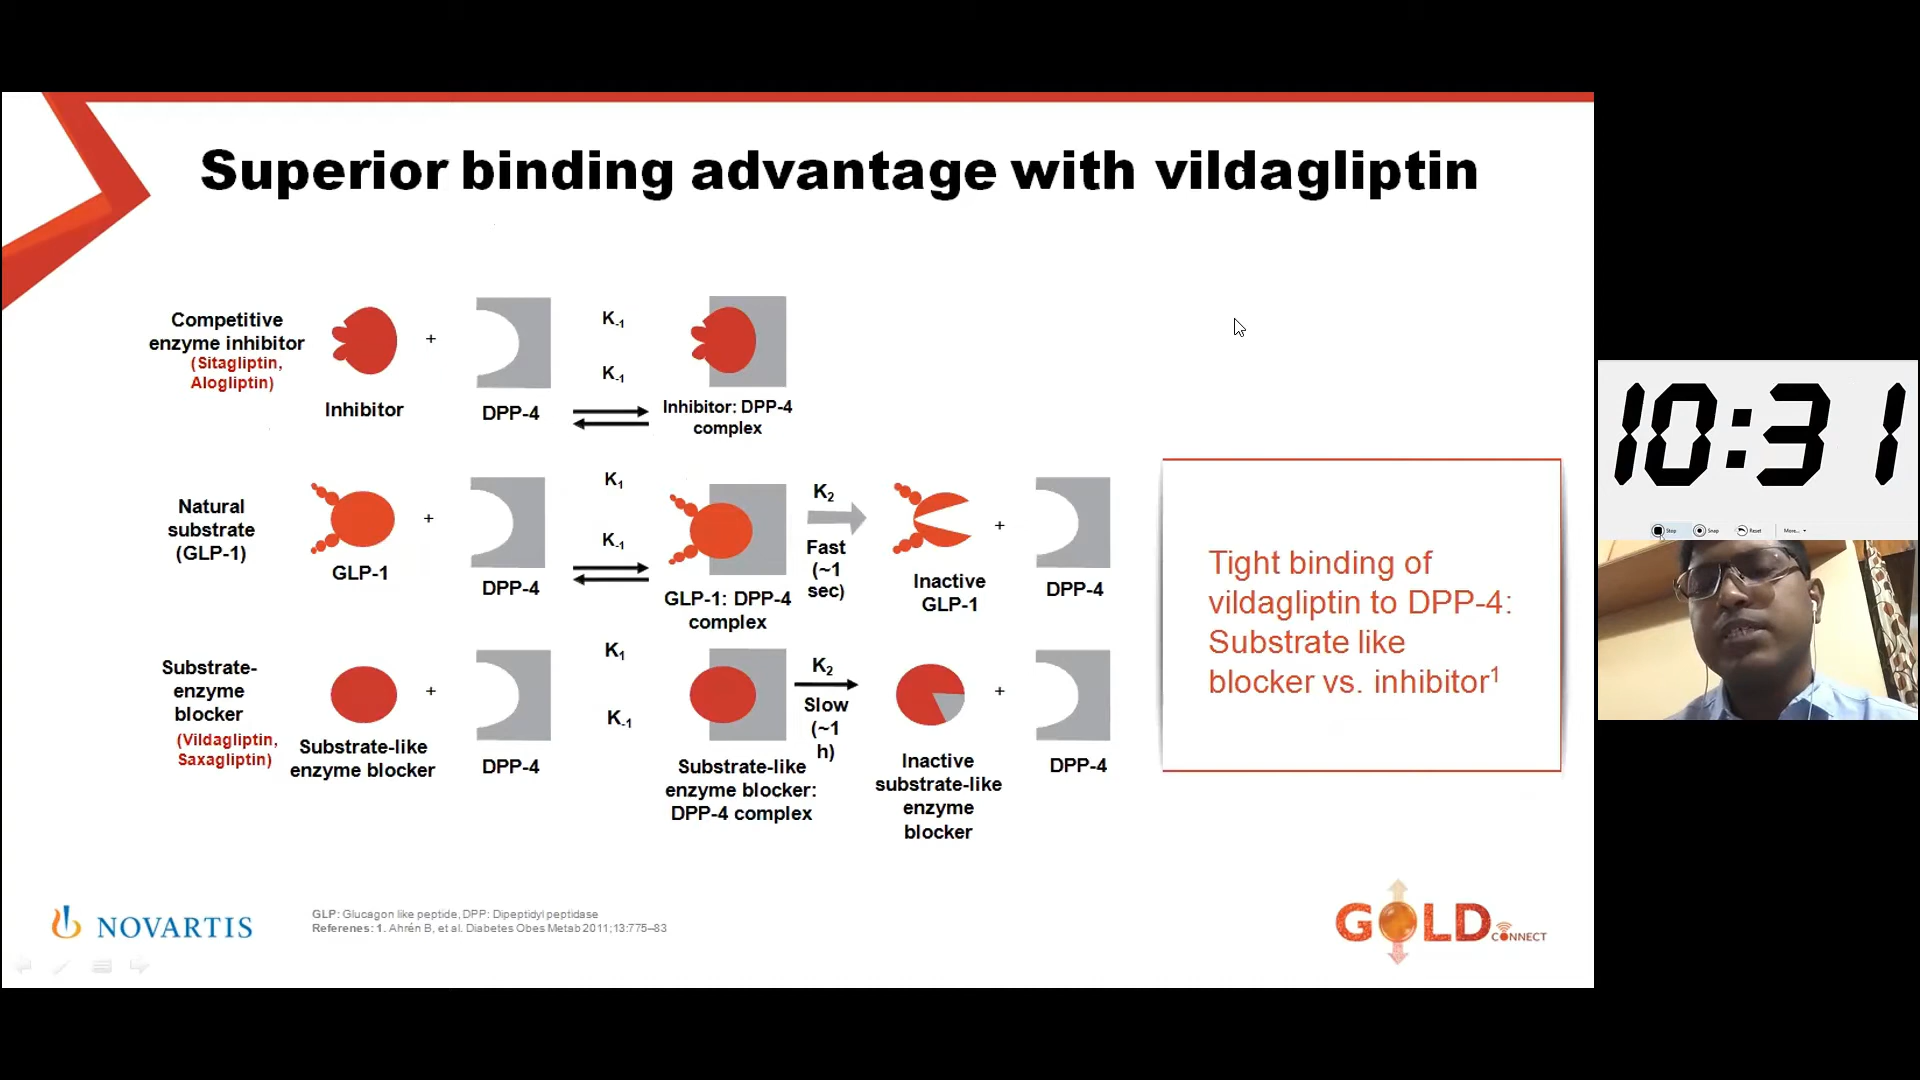 Superior binding advantage with vildagliptin
Competitive
enzyme inhibitor
(Sitagliptin,
Alogliptin)
Inhibitor
+
DPP-4
K-1
K-1
Inhibitor: DPP-4
complex
Natural
substrate
(GLP-1)
GLP-1
+
DPP-4
K1
K-1
GLP-1: DPP-4
complex
K2
Fast
(~1
sec)
Inactive
GLP-1
+
DPP-4
Substrate-
enzyme
blocker
(Vildagliptin,
Saxagliptin)
Substrate-like
enzyme blocker
+
DPP-4
K1
K-1
Substrate-like
enzyme blocker:
DPP-4 complex
K2
Slow
(~1
h)
Inactive
substrate-like
enzyme
blocker
+
DPP-4
Tight binding of
vildagliptin to DPP-4:
Substrate like
blocker vs. inhibitor1
NOVARTIS
GLP: Glucagon like peptide, DPP: Dipeptidyl peptidase
Referenes: 1. Ahrén B, et al. Diabetes Obes Metab 2011;13:775–83
GOLD
CONNECT
10:31
Stop
Snap
Reset
More...